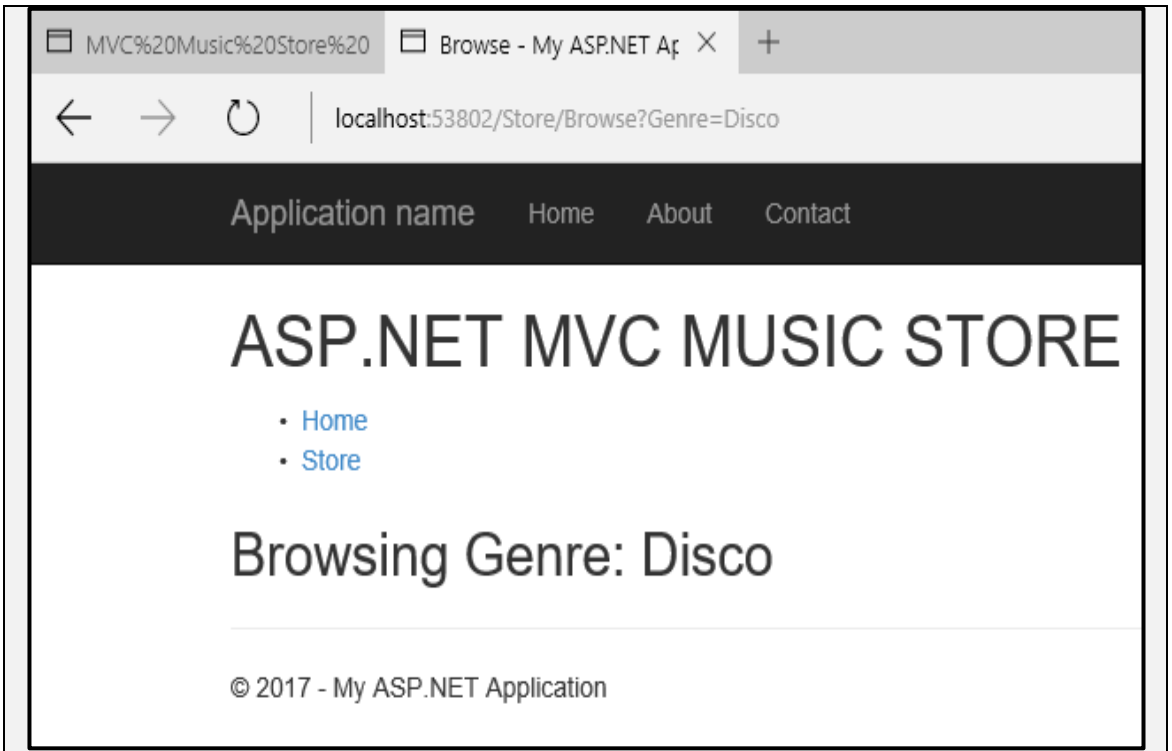 MVC%20Music%20Store%20
Browse - My ASP.NET Ap
localhost:53802/Store/Browse?Genre=Disco
Application name Home About Contact
ASP.NET MVC MUSIC STORE
• Home
• Store
Browsing Genre: Disco
© 2017 - My ASP.NET Application